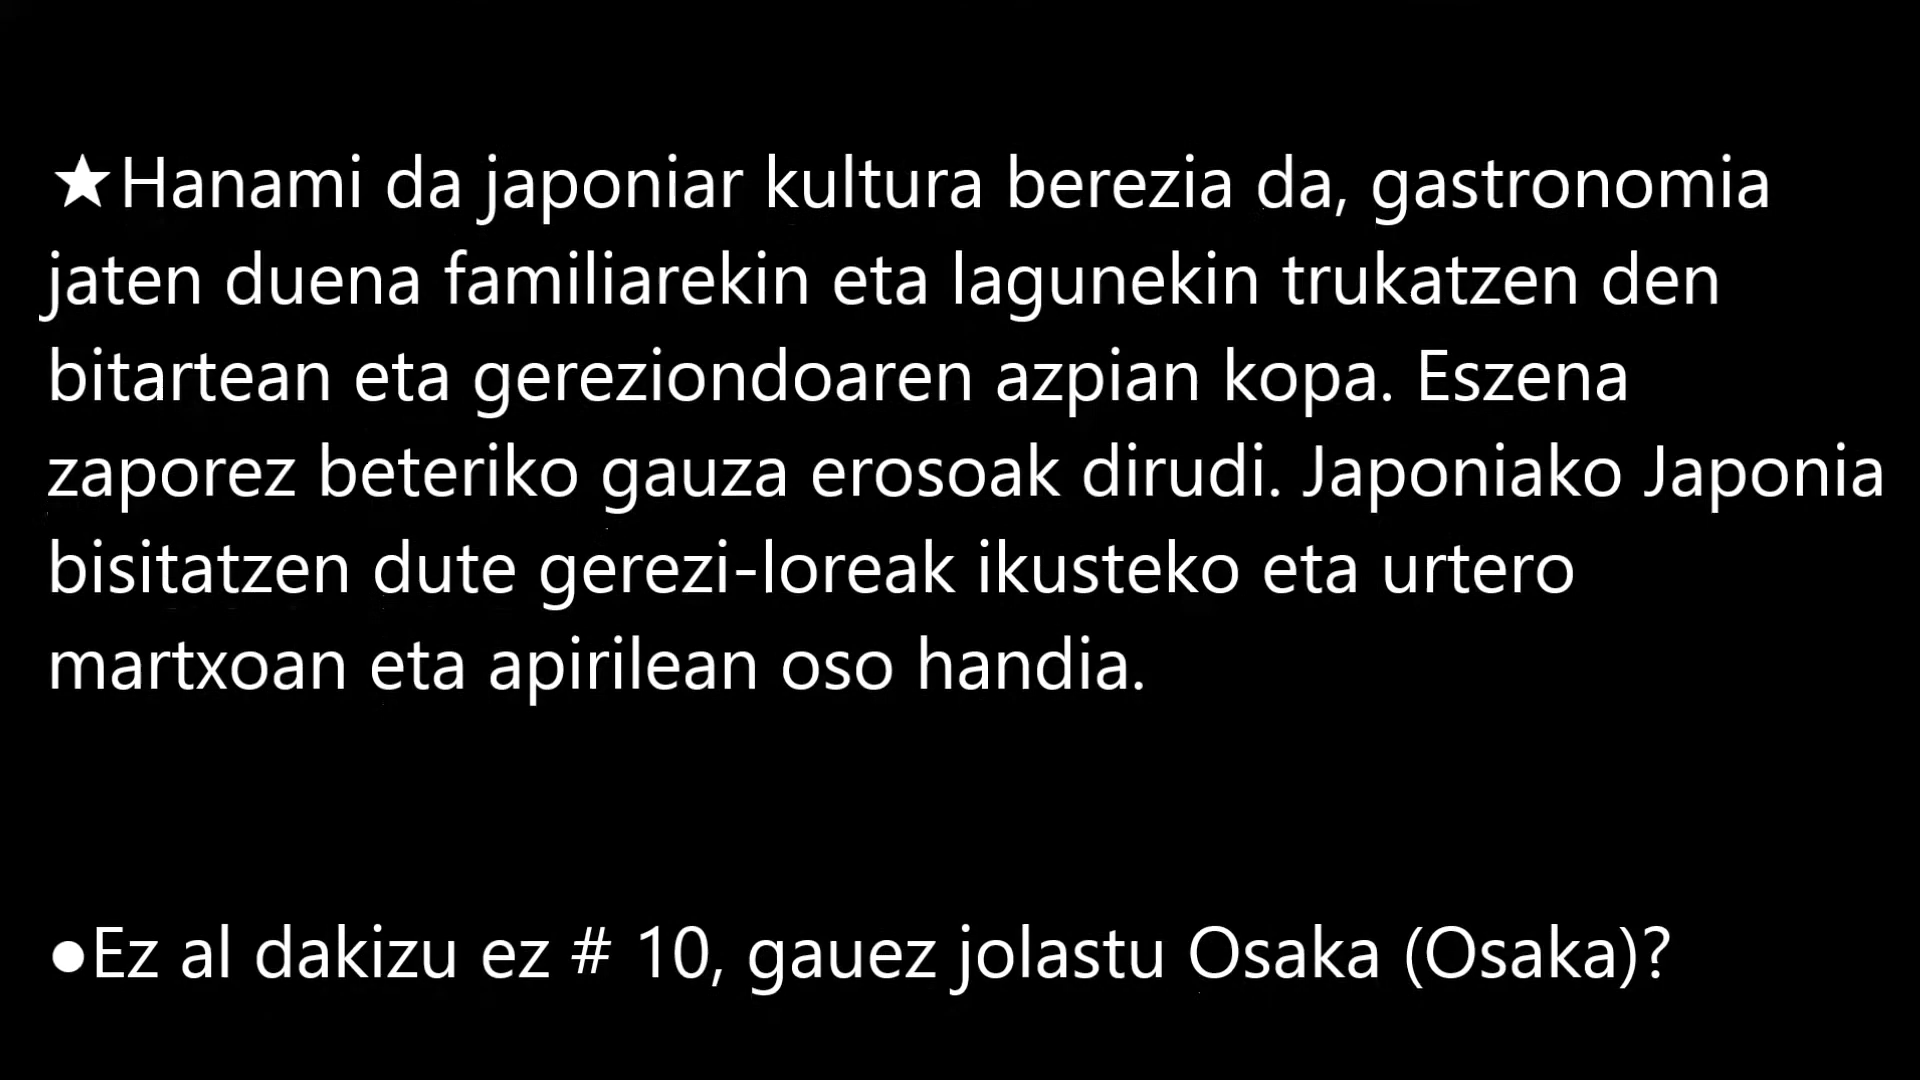 ★Hanami da japoniar kultura berezia da, gastronomia
jaten duena familiarekin eta lagunekin trukatzen den
bitartean eta gereziondoaren azpian kopa. Eszena
zaporez beteriko gauza erosoak dirudi. Japoniako Japonia
bisitatzen dute gerezi-loreak ikusteko eta urtero
martxoan eta apirilean oso handia.
●Ez al dakizu ez # 10, gauez jolastu Osaka (Osaka)?